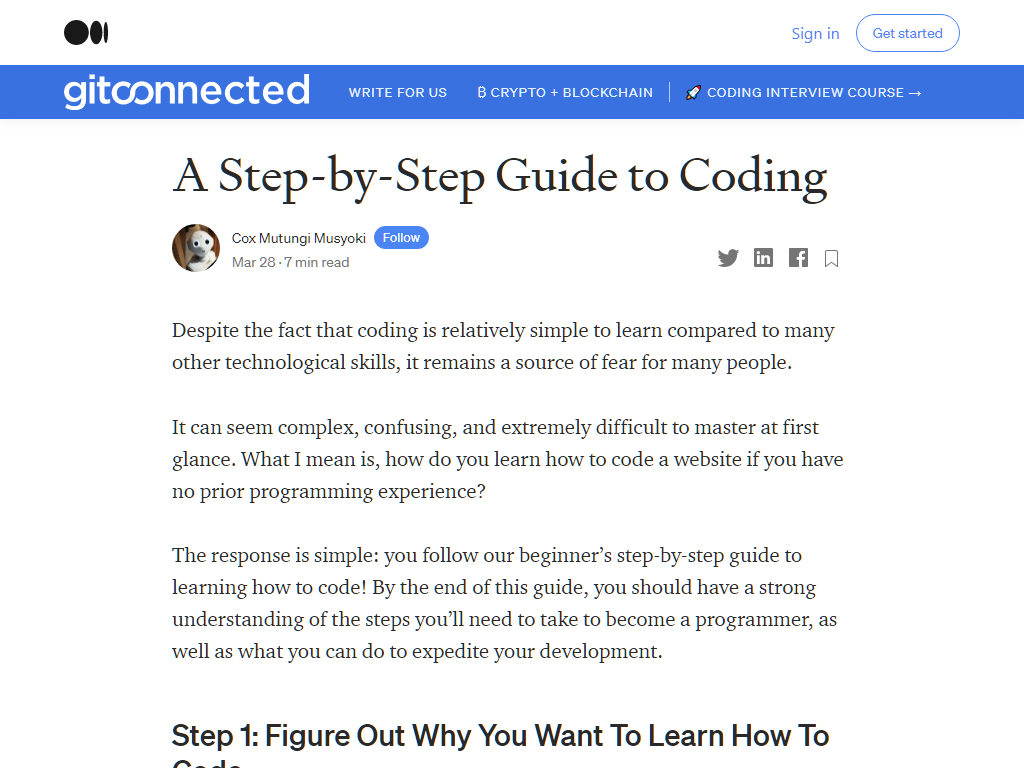 Sign in
Get started
gitconnected
WRITE FOR US
₿ CRYPTO + BLOCKCHAIN
🚀 CODING INTERVIEW COURSE →
A Step-by-Step Guide to Coding
Cox Mutungi Musyoki
Follow
Mar 28 · 7 min read
in
Despite the fact that coding is relatively simple to learn compared to many
other technological skills, it remains a source of fear for many people.
It can seem complex, confusing, and extremely difficult to master at first
glance. What I mean is, how do you learn how to code a website if you have
no prior programming experience?
The response is simple: you follow our beginner’s step-by-step guide to
learning how to code! By the end of this guide, you should have a strong
understanding of the steps you’ll need to take to become a programmer, as
well as what you can do to expedite your development.
Step 1: Figure Out Why You Want To Learn How To
Code